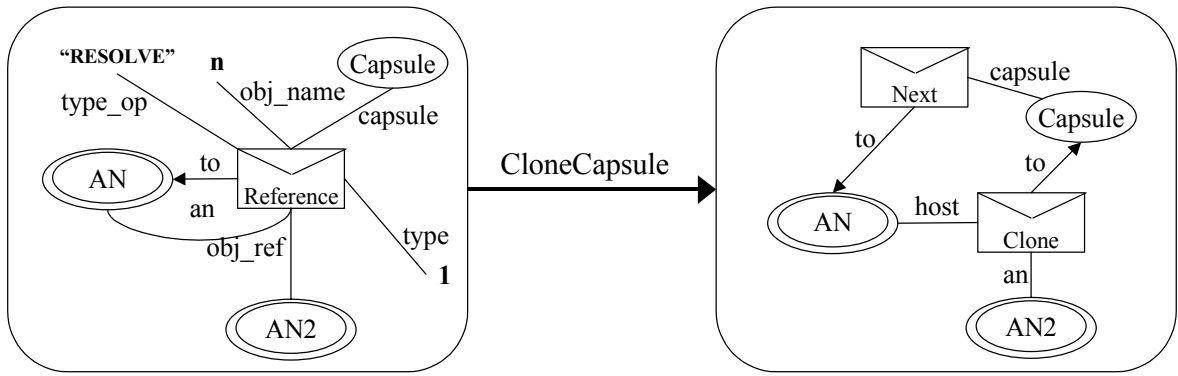 “RESOLVE”
n
Capsule
type_op
obj_name
capsule
AN
to
Reference
an
obj_ref
type
1
AN2
CloneCapsule
Next
capsule
Capsule
to
to
AN
host
Clone
an
AN2